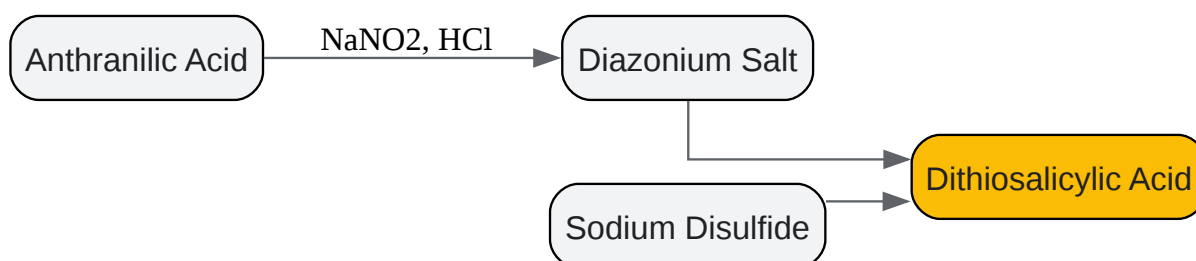 Anthranilic Acid
NaNO2, HCl
Diazonium Salt
Dithiosalicylic Acid
Sodium Disulfide